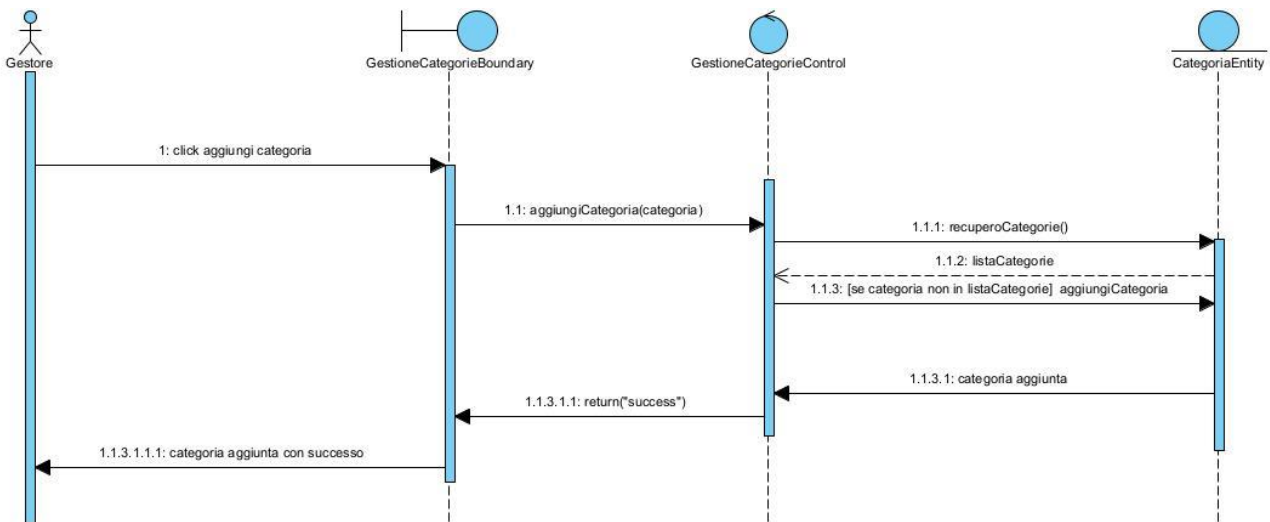 Gestore
GestioneCategorieBoundary
GestioneCategorieControl
CategoriaEntity
1: click aggiungi categoria
1.1: aggiungiCategoria(categoria)
1.1.1: recuperoCategorie()
1.1.2: listaCategorie
1.1.3: [se categoria non in listaCategorie] aggiungiCategoria
1.1.3.1: categoria aggiunta
1.1.3.1.1: return("success")
1.1.3.1.1.1: categoria aggiunta con successo